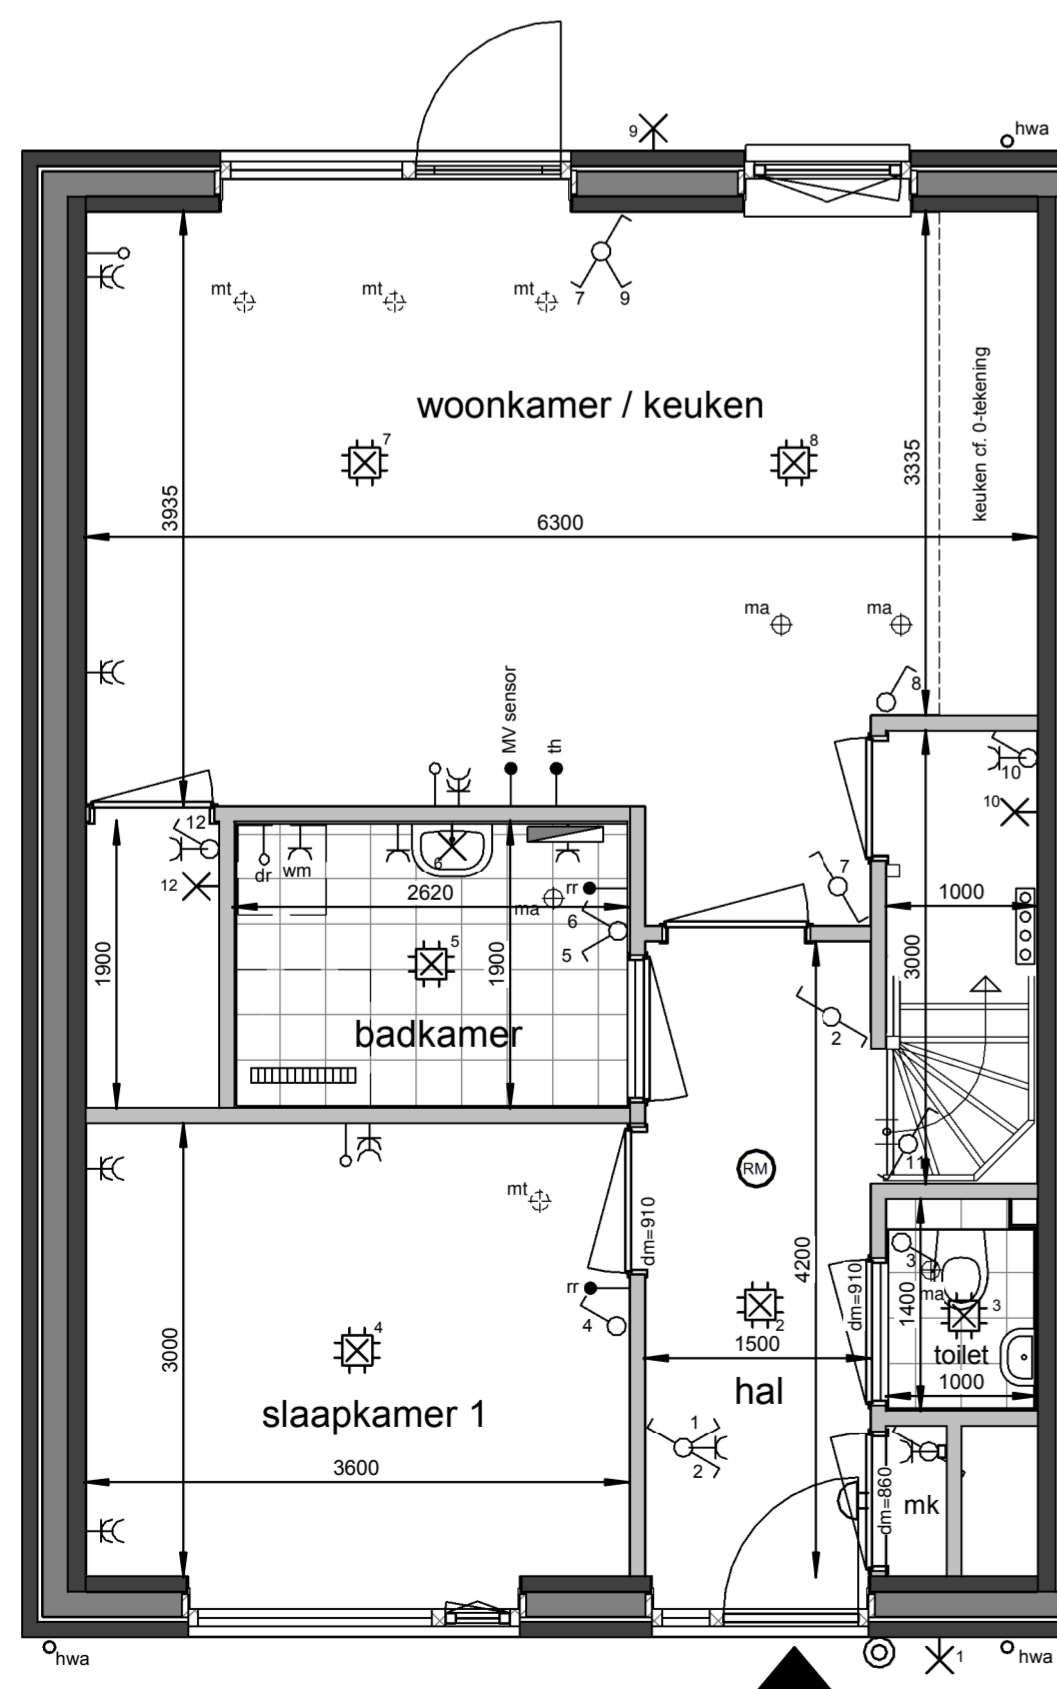 hwa
9
mt
mt
mt
7
9
woonkamer / keuken
7
8
keuken cf. 0-tekening
3935
3335
6300
ma
ma
8
MV sensor
th
10
10
12
12
dr
wm
6
2620
rr
ma
6
5
7
1000
1900
5
1900
3000
badkamer
2
11
RM
mt
dm=910
4200
dm=910
3
ma
1400
3
rr
4
4
2
1500
toilet
1000
3000
slaapkamer 1
hal
1
2
3600
dm=860
mk
hwa
1
hwa